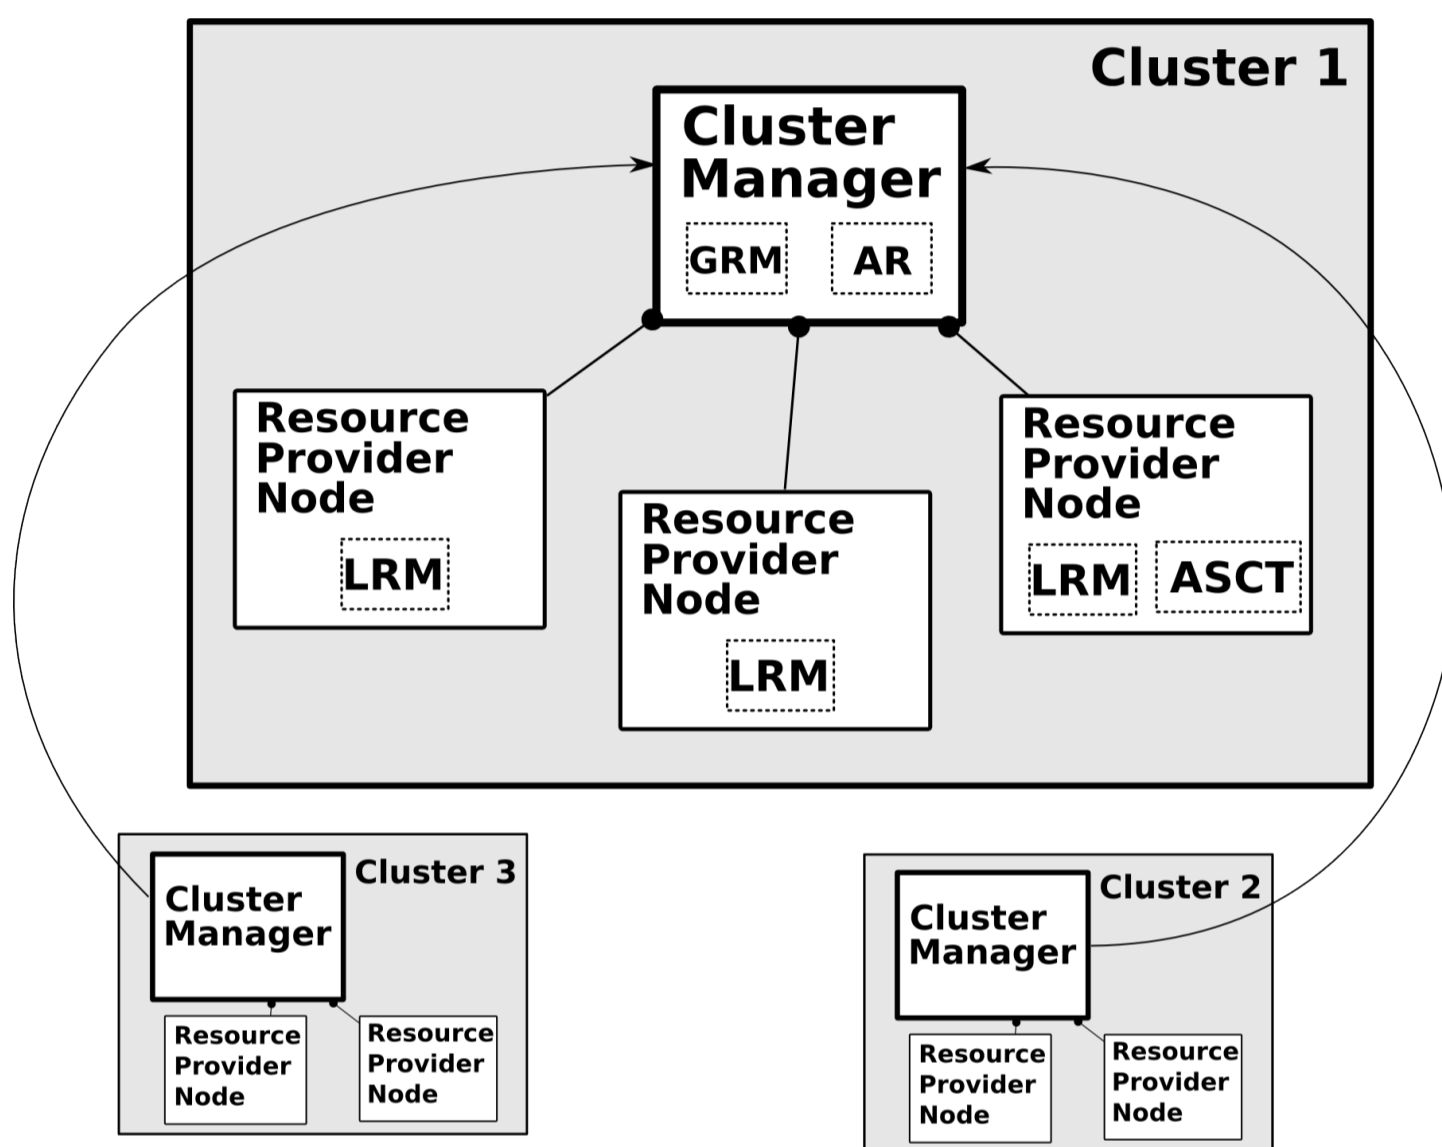 Cluster 1
Cluster
Manager
GRM
AR
Resource
Provider
Node
LRM
Resource
Provider
Node
LRM
Resource
Provider
Node
LRM
ASCT
Cluster 3
Cluster
Manager
Resource
Provider
Node
Resource
Provider
Node
Cluster 2
Cluster
Manager
Resource
Provider
Node
Resource
Provider
Node